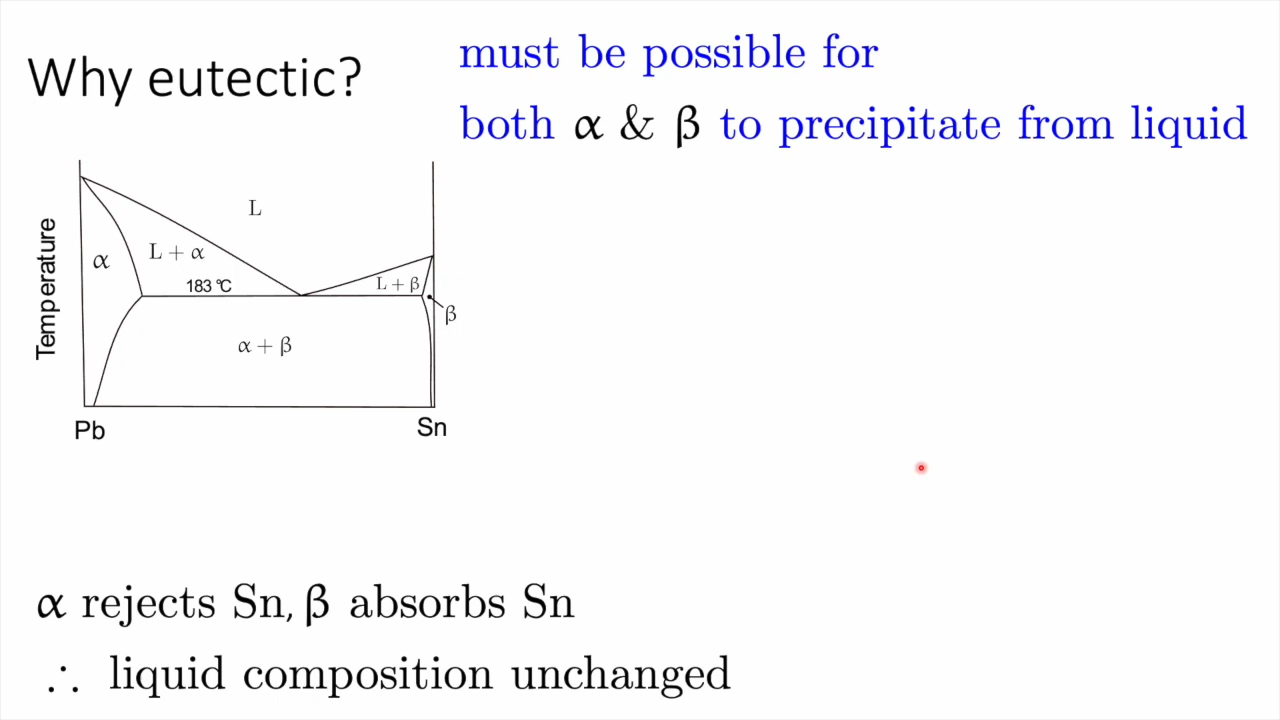 Why eutectic?
must be possible for
both α & β to precipitate from liquid
Temperature
L
L + α
α
183 °C
L + β
β
α + β
Pb
Sn
α rejects Sn, β absorbs Sn
∴ liquid composition unchanged